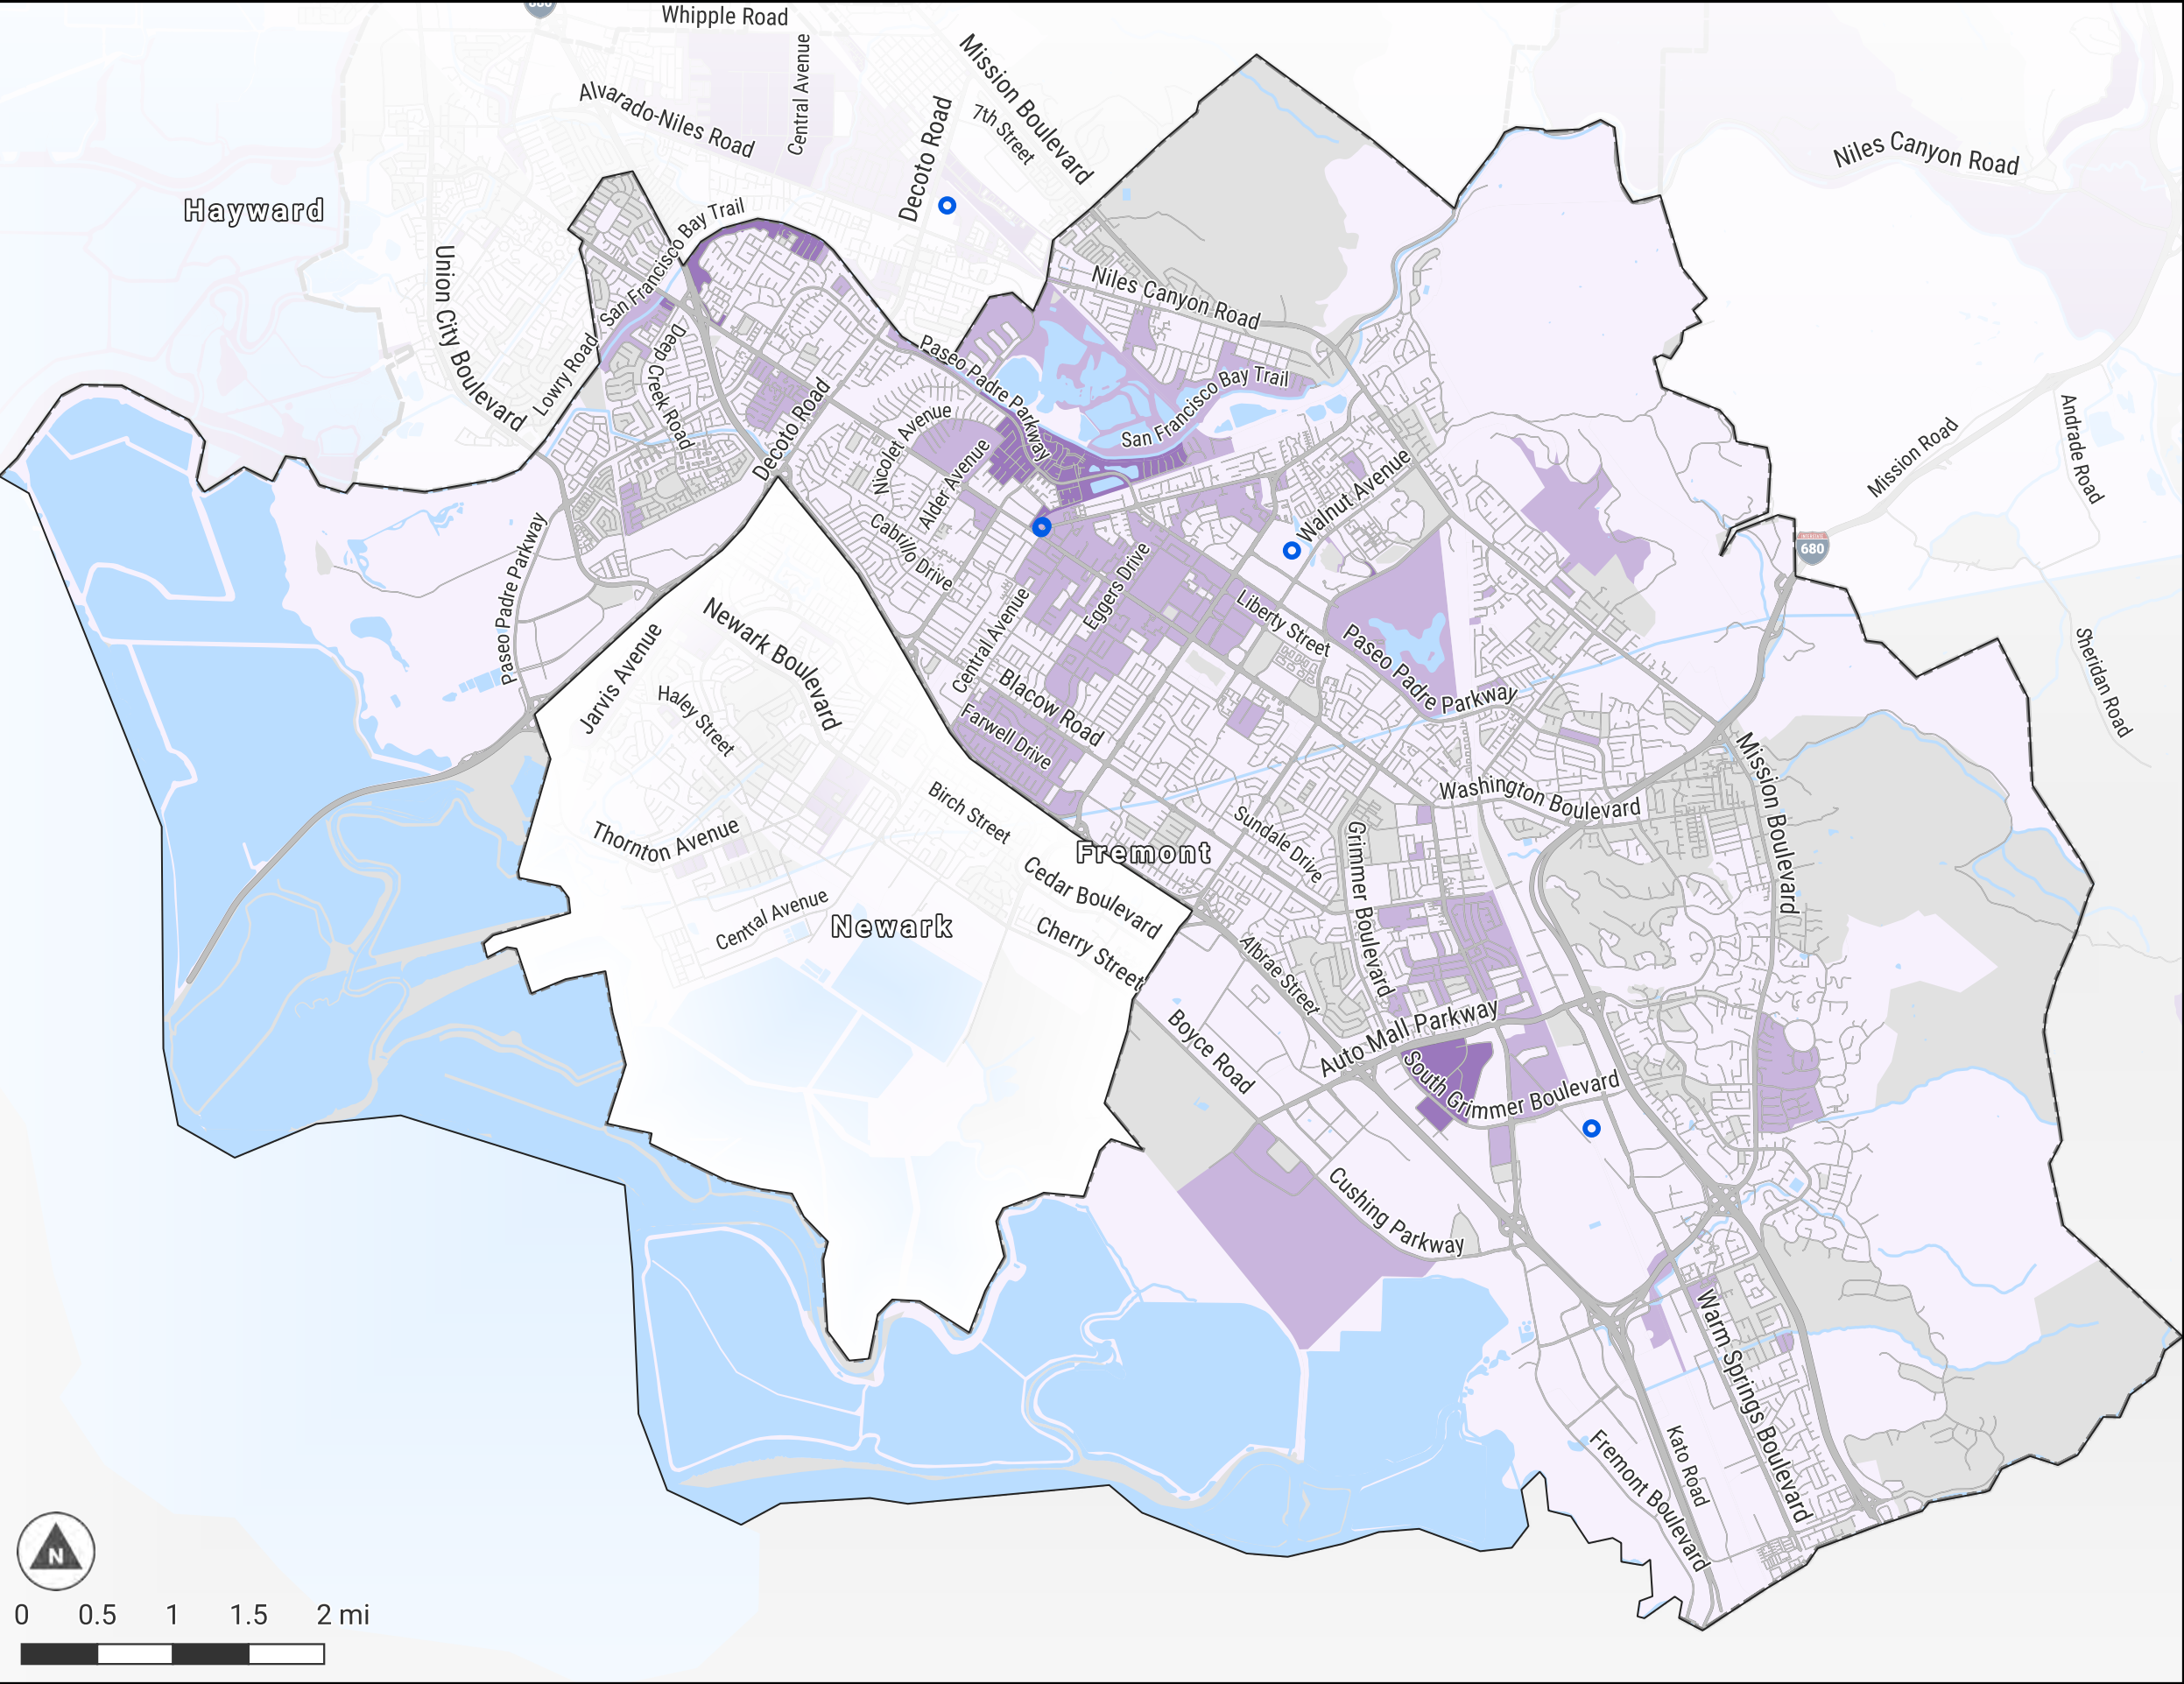 Whipple Road
Mission Boulevard
Central Avenue
Alvarado-Niles Road
7th Street
Decoto Road
Niles Canyon Road
Hayward
San Francisco Bay Trail
Union City Boulevard
Niles Canyon Road
Lowry Road
Deep Creek Road
Paseo Padre Parkway
San Francisco Bay Trail
Decoto Road
Nicolet Avenue
Alder Avenue
Walnut Avenue
Mission Road
Andrade Road
680
Cabrillo Drive
Paseo Padre Parkway
Eggers Drive
Central Avenue
Liberty Street
Newark Boulevard
Jarvis Avenue
Haley Street
Paseo Padre Parkway
Sheridan Road
Blacow Road
Farwell Drive
Mission Boulevard
Washington Boulevard
Birch Street
Thornton Avenue
Sundale Drive
Grimmer Boulevard
Fremont
Cedar Boulevard
Central Avenue
Newark
Cherry Street
Albrae Street
Auto Mall Parkway
Boyce Road
South Grimmer Boulevard
Cushing Parkway
Warm Springs Boulevard
Kato Road
Fremont Boulevard
N
0 0.5 1 1.5 2 mi